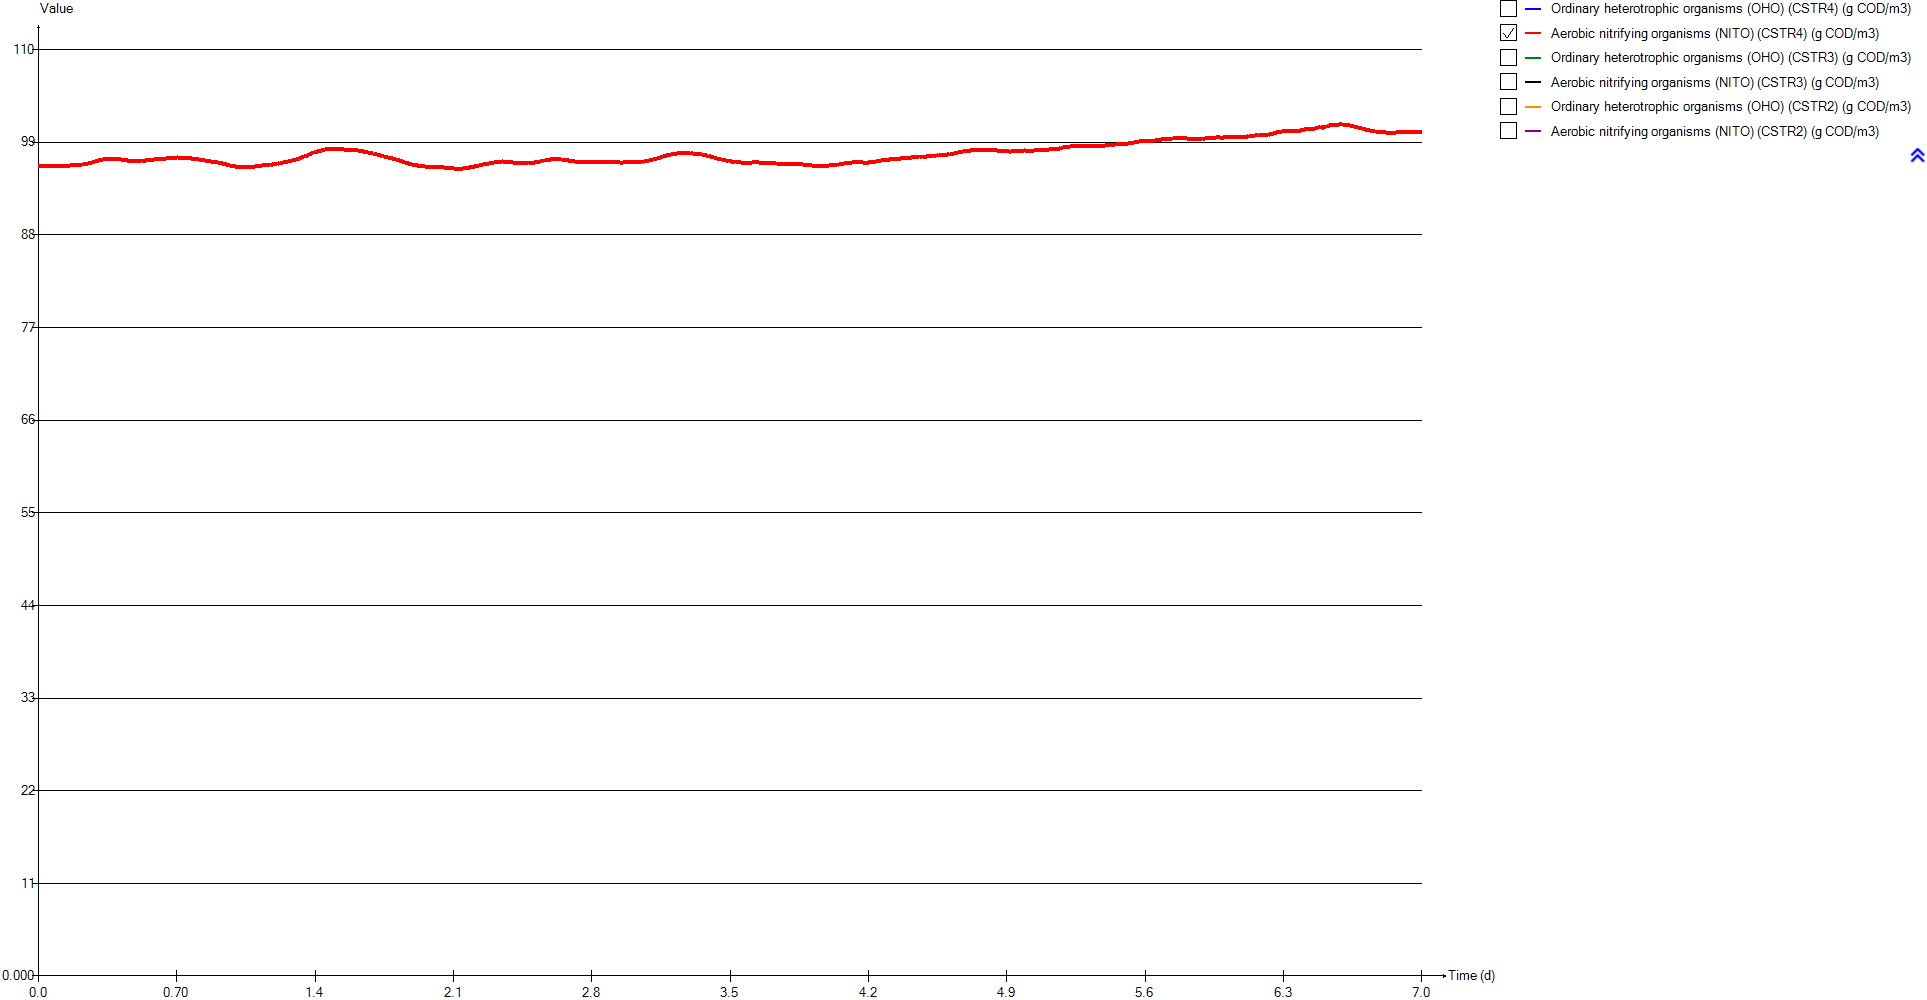 Value
110
99
88
77
66
55
44
33
22
11
0.000
0.0 0.70 1.4 2.1 2.8 3.5 4.2 4.9 5.6 6.3 7.0
Time (d)
Ordinary heterotrophic organisms (OHO) (CSTR4) (g COD/m3)
Aerobic nitrifying organisms (NITO) (CSTR4) (g COD/m3)
Ordinary heterotrophic organisms (OHO) (CSTR3) (g COD/m3)
Aerobic nitrifying organisms (NITO) (CSTR3) (g COD/m3)
Ordinary heterotrophic organisms (OHO) (CSTR2) (g COD/m3)
Aerobic nitrifying organisms (NITO) (CSTR2) (g COD/m3)